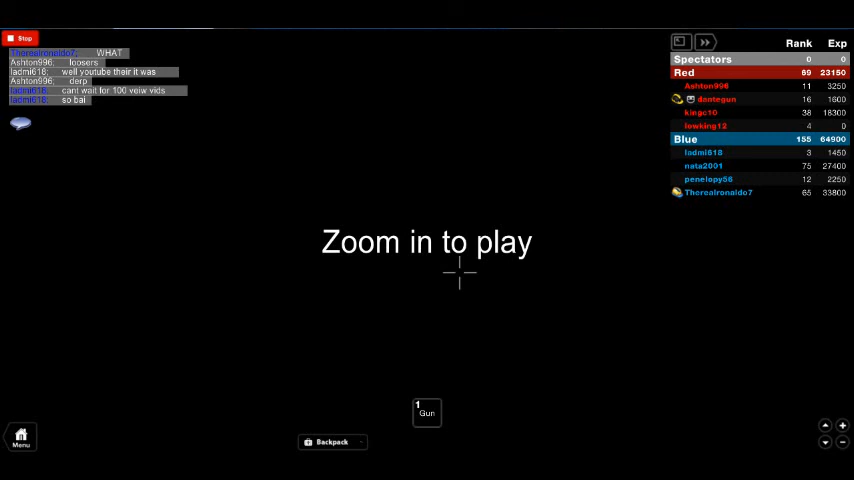 Stop
Therealronaldo7; WHAT
Ashton996; loosers
ladmi618; well youtube their it was
Ashton996; derp
ladmi618; cant wait for 100 veiw vids
ladmi618; so bai
Rank Exp
Spectators 0 0
Red 69 23150
Ashton996 11 3250
dantegun 16 1600
kingc10 38 18300
lowking12 4 0
Blue 155 64900
ladmi618 3 1450
nata2001 75 27400
penelopy56 12 2250
Therealronaldo7 65 33800
Zoom in to play
1
Gun
Menu
Backpack